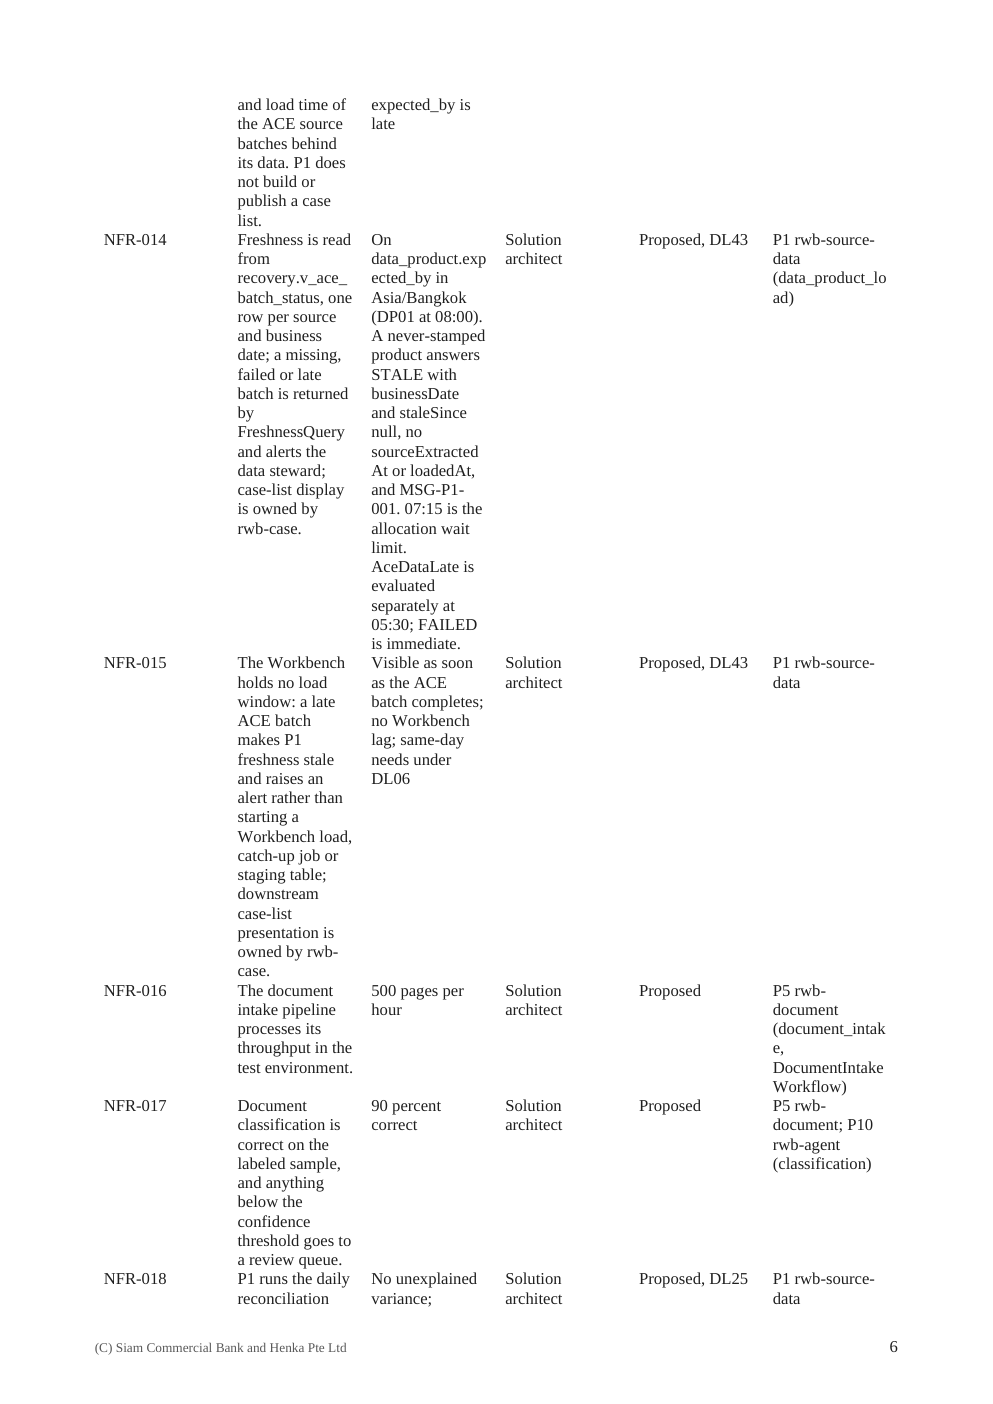 and load time of
the ACE source
batches behind
its data. P1 does
not build or
publish a case
list.
expected_by is
late
NFR-014
Freshness is read
from
recovery.v_ace_
batch_status, one
row per source
and business
date; a missing,
failed or late
batch is returned
by
FreshnessQuery
and alerts the
data steward;
case-list display
is owned by
rwb-case.
On
data_product.exp
ected_by in
Asia/Bangkok
(DP01 at 08:00).
A never-stamped
product answers
STALE with
businessDate
and staleSince
null, no
sourceExtracted
At or loadedAt,
and MSG-P1-
001. 07:15 is the
allocation wait
limit.
AceDataLate is
evaluated
separately at
05:30; FAILED
is immediate.
Solution
architect
Proposed, DL43
P1 rwb-source-
data
(data_product_lo
ad)
NFR-015
The Workbench
holds no load
window: a late
ACE batch
makes P1
freshness stale
and raises an
alert rather than
starting a
Workbench load,
catch-up job or
staging table;
downstream
case-list
presentation is
owned by rwb-
case.
Visible as soon
as the ACE
batch completes;
no Workbench
lag; same-day
needs under
DL06
Solution
architect
Proposed, DL43
P1 rwb-source-
data
NFR-016
The document
intake pipeline
processes its
throughput in the
test environment.
500 pages per
hour
Solution
architect
Proposed
P5 rwb-
document
(document_intak
e,
DocumentIntake
Workflow)
NFR-017
Document
classification is
correct on the
labeled sample,
and anything
below the
confidence
threshold goes to
a review queue.
90 percent
correct
Solution
architect
Proposed
P5 rwb-
document; P10
rwb-agent
(classification)
NFR-018
P1 runs the daily
reconciliation
No unexplained
variance;
Solution
architect
Proposed, DL25
P1 rwb-source-
data
(C) Siam Commercial Bank and Henka Pte Ltd
6